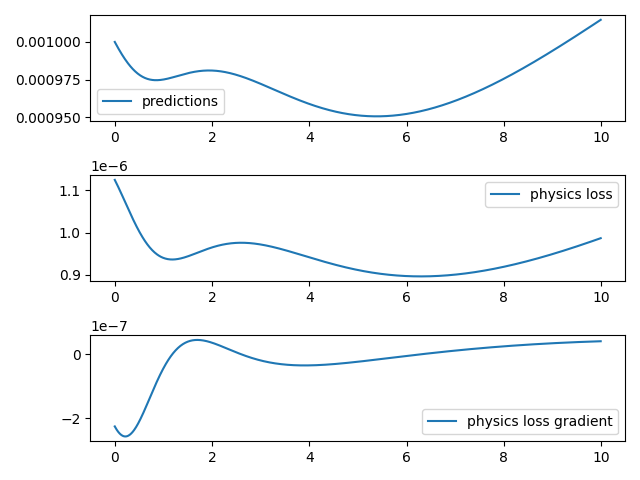 0.001000
0.000975
0.000950
predictions
0 2 4 6 8 10
1e−6
1.1
1.0
0.9
physics loss
0 2 4 6 8 10
1e−7
0
−2
physics loss gradient
0 2 4 6 8 10